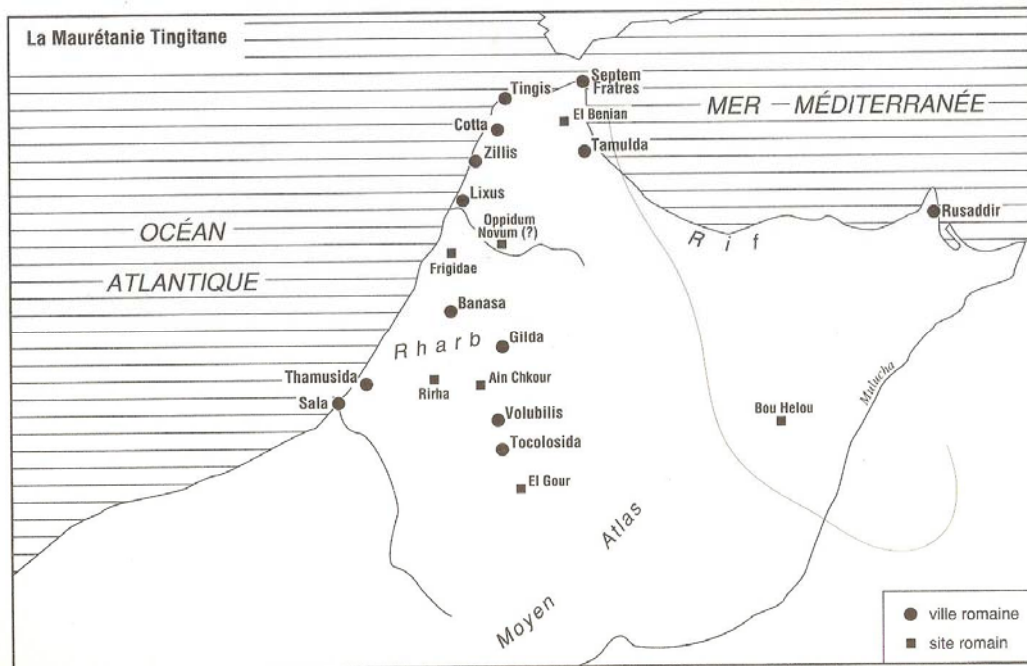 La Maurétanie Tingitane
Tingis
Septem
Fratres
MER MÉDITERRANÉE
El Benian
Cotta
Tamulda
Zillis
Lixus
Rusaddir
Oppidum
Novum (?)
OCÉAN
ATLANTIQUE
Rif
Frigidae
Banasa
Rharb
Gilda
Thamusida
Rirha
Ain Chkour
Sala
Mulucha
Bou Helou
Volubilis
Tocolosida
El Gour
Moyen Atlas
ville romaine
site romain